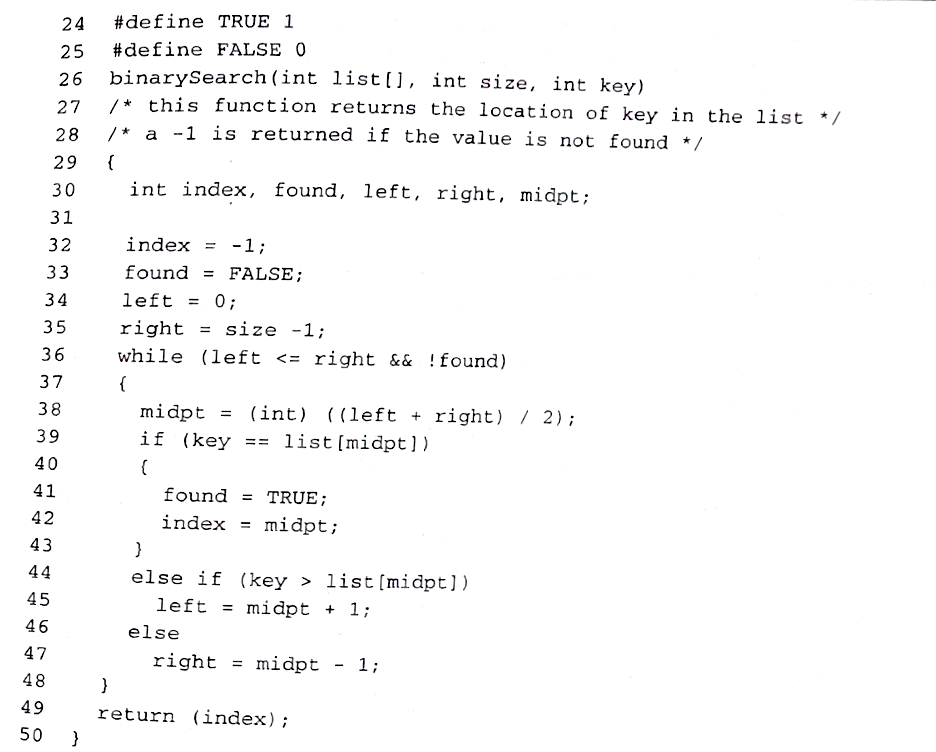 24 #define TRUE 1
25 #define FALSE 0
26 binarySearch(int list[], int size, int key)
27 /* this function returns the location of key in the list */
28 /* a -1 is returned if the value is not found */
29 {
30 int index, found, left, right, midpt;
31
32 index = -1;
33 found = FALSE;
34 left = 0;
35 right = size -1;
36 while (left <= right && !found)
37 {
38 midpt = (int) ((left + right) / 2);
39 if (key == list[midpt])
40 {
41 found = TRUE;
42 index = midpt;
43 }
44 else if (key > list[midpt])
45 left = midpt + 1;
46 else
47 right = midpt - 1;
48 }
49 return (index);
50 }